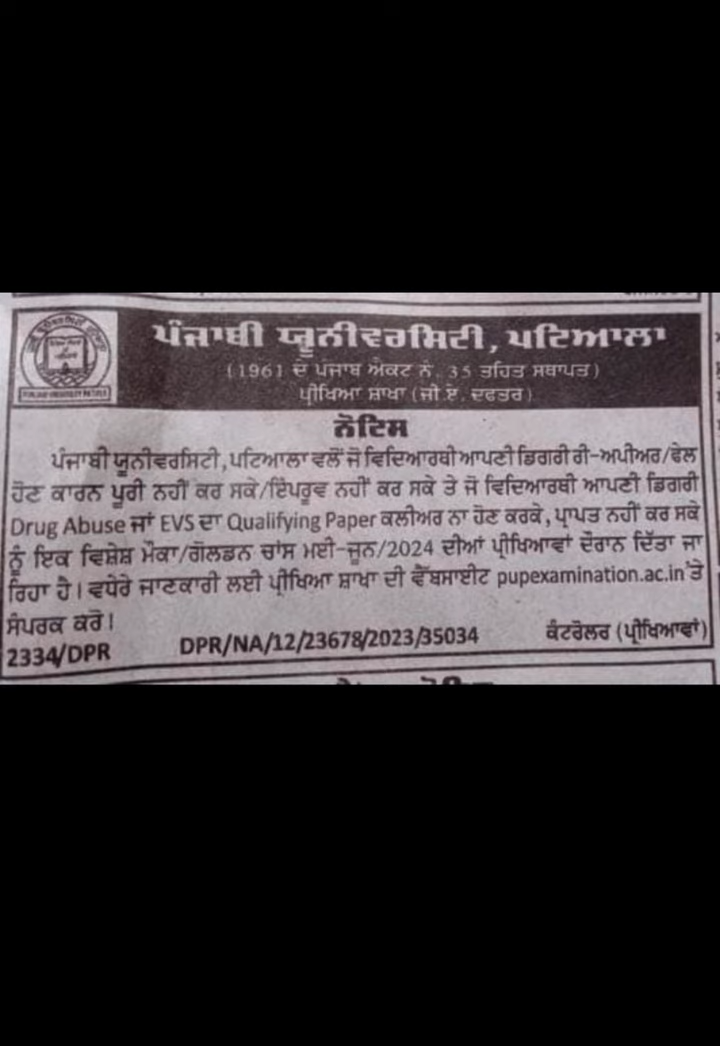 ਪੰਜਾਬੀ ਯੂਨੀਵਰਸਿਟੀ, ਪਟਿਆਲਾ
(1961 ਦੇ ਪੰਜਾਬ ਐਕਟ ਨੰ. 35 ਤਹਿਤ ਸਥਾਪਤ)
ਪ੍ਰੀਖਿਆ ਸ਼ਾਖਾ (ਜੀ.ਏ. ਦਫਤਰ)
ਨੋਟਿਸ
ਪੰਜਾਬੀ ਯੂਨੀਵਰਸਿਟੀ, ਪਟਿਆਲਾ ਵਲੋਂ ਜੋ ਵਿਦਿਆਰਥੀ ਆਪਣੀ ਡਿਗਰੀ ਰੀ-ਅਪੀਅਰ/ਫੇਲ
ਹੋਣ ਕਾਰਨ ਪੂਰੀ ਨਹੀਂ ਕਰ ਸਕੇ/ਇੰਪਰੂਵ ਨਹੀਂ ਕਰ ਸਕੇ ਤੇ ਜੋ ਵਿਦਿਆਰਥੀ ਆਪਣੀ ਡਿਗਰੀ
Drug Abuse ਜਾਂ EVS ਦਾ Qualifying Paper ਕਲੀਅਰ ਨਾ ਹੋਣ ਕਰਕੇ, ਪ੍ਰਾਪਤ ਨਹੀਂ ਕਰ ਸਕੇ
ਨੂੰ ਇਕ ਵਿਸ਼ੇਸ਼ ਮੌਕਾ/ਗੋਲਡਨ ਚਾਂਸ ਮਈ-ਜੂਨ/2024 ਦੀਆਂ ਪ੍ਰੀਖਿਆਵਾਂ ਦੌਰਾਨ ਦਿੱਤਾ ਜਾ
ਰਿਹਾ ਹੈ। ਵਧੇਰੇ ਜਾਣਕਾਰੀ ਲਈ ਪ੍ਰੀਖਿਆ ਸ਼ਾਖਾ ਦੀ ਵੈੱਬਸਾਈਟ pupexamination.ac.in'ਤੇ
ਸੰਪਰਕ ਕਰੋ।
2334/DPR DPR/NA/12/23678/2023/35034 ਕੰਟਰੋਲਰ (ਪ੍ਰੀਖਿਆਵਾਂ)